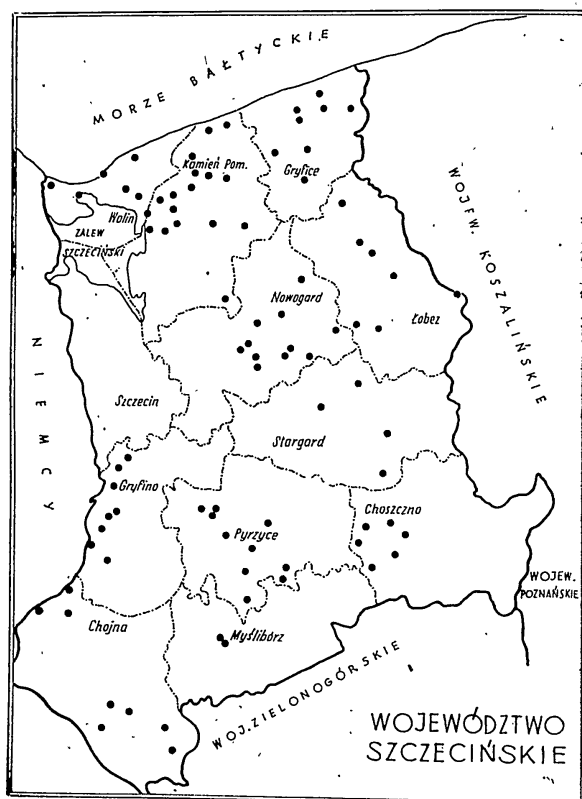 MORZE BAŁTYCKIE
Kamień Pom.
Gryfice
Wolin
ZALEW
SZCZECIŃSKI
WOJEW. KOSZALIŃSKIE
Nowogard
Łobez
NIEMCY
Szczecin
Stargard
Gryfino
Choszczno
Pyrzyce
WOJEW.
POZNAŃSKIE
Chojna
Myślibórz
WOJ. ZIELONOGÓRSKIE
WOJEWÓDZTWO
SZCZECIŃSKIE